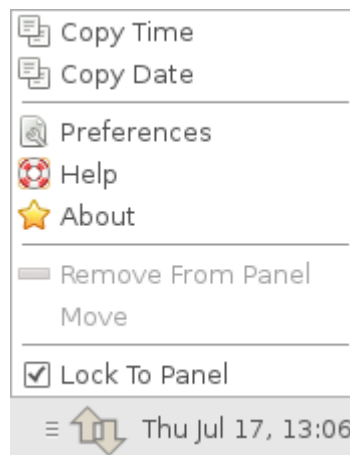 Copy Time
Copy Date
Preferences
Help
About
Remove From Panel
Move
Lock To Panel
Thu Jul 17, 13:06